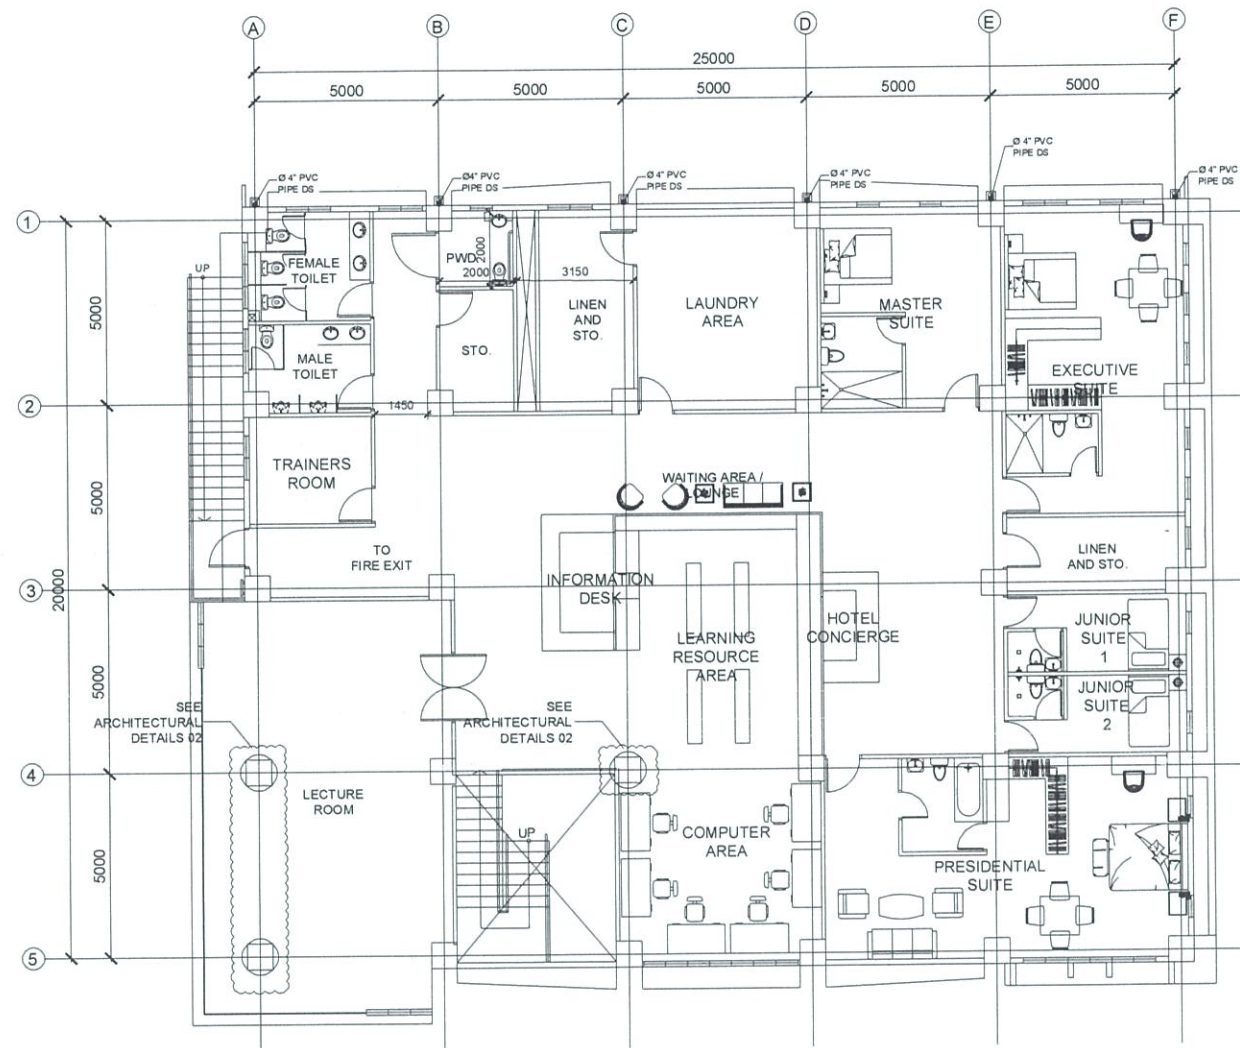 A
B
C
D
E
F
25000
5000
5000
5000
5000
5000
Ø 4" PVC
PIPE DS
Ø4" PVC
PIPE DS
Ø 4" PVC
PIPE DS
Ø 4" PVC
PIPE DS
Ø 4" PVC
PIPE DS
Ø 4" PVC
PIPE DS
1
2
3
4
5
20000
5000
5000
5000
5000
UP
FEMALE
TOILET
MALE
TOILET
PWD
2000
2000
STO.
3150
LINEN
AND
STO.
LAUNDRY
AREA
MASTER
SUITE
EXECUTIVE
SUITE
1450
TRAINERS
ROOM
TO
FIRE EXIT
WAITING AREA /
LOUNGE
INFORMATION
DESK
LEARNING
RESOURCE
AREA
HOTEL
CONCIERGE
LINEN
AND STO.
JUNIOR
SUITE
1
JUNIOR
SUITE
2
SEE
ARCHITECTURAL
DETAILS 02
SEE
ARCHITECTURAL
DETAILS 02
LECTURE
ROOM
UP
COMPUTER
AREA
PRESIDENTIAL
SUITE